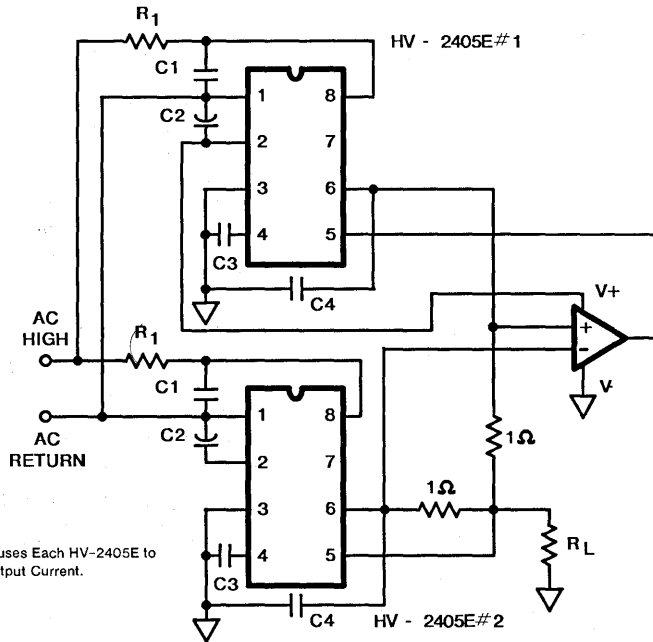 R1
HV - 2405E#1
C1
C2
1
8
2
7
3
6
4
5
C3
C4
V+
+
-
V-
AC
HIGH
R1
C1
C2
AC
RETURN
1
8
2
7
3
6
4
5
1Ω
1Ω
RL
uses Each HV-2405E to
tput Current.
C3
C4
HV - 2405E#2